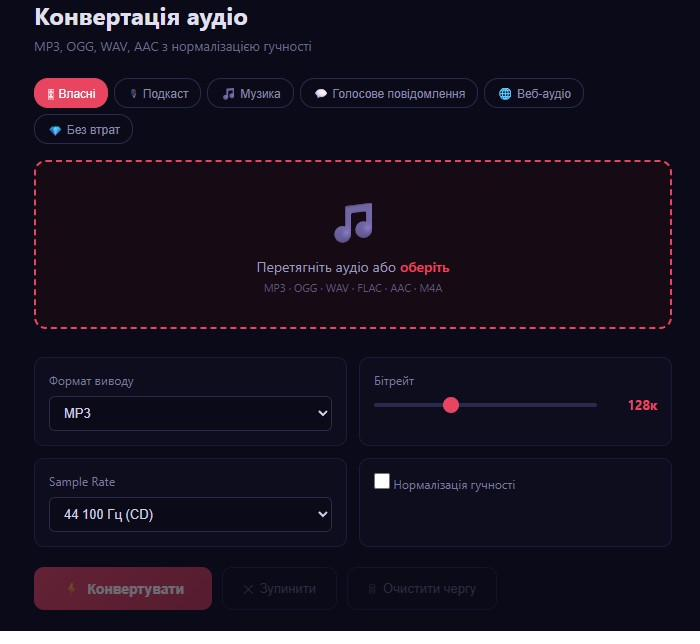 Конвертація аудіо
MP3, OGG, WAV, AAC з нормалізацією гучності
Власні
Подкаст
Музика
Голосове повідомлення
Веб-аудіо
Без втрат
Перетягніть аудіо або оберіть
MP3 · OGG · WAV · FLAC · AAC · M4A
Формат виводу
MP3
Бітрейт
128к
Sample Rate
44 100 Гц (CD)
Нормалізація гучності
Конвертувати
Зупинити
Очистити чергу